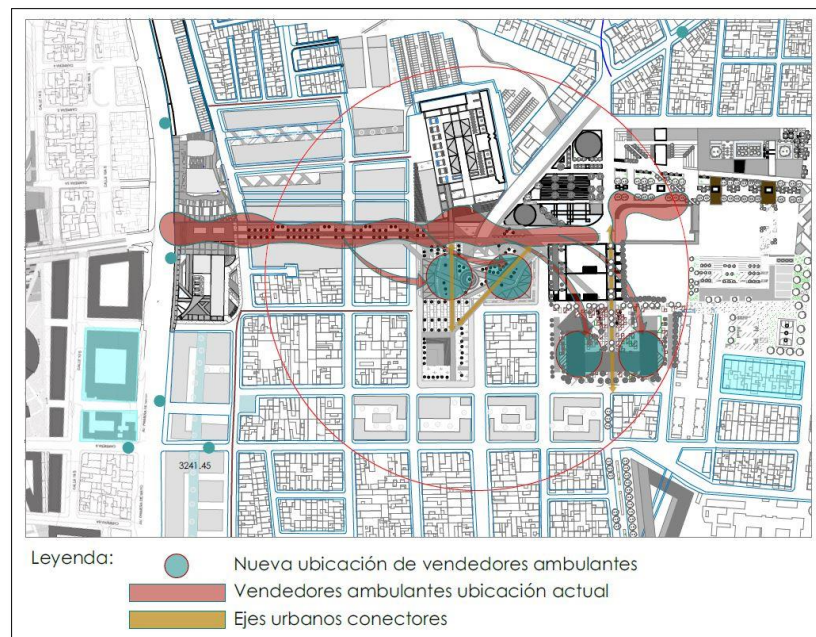 3241.45
Leyenda:
Nueva ubicación de vendedores ambulantes
Vendedores ambulantes ubicación actual
Ejes urbanos conectores